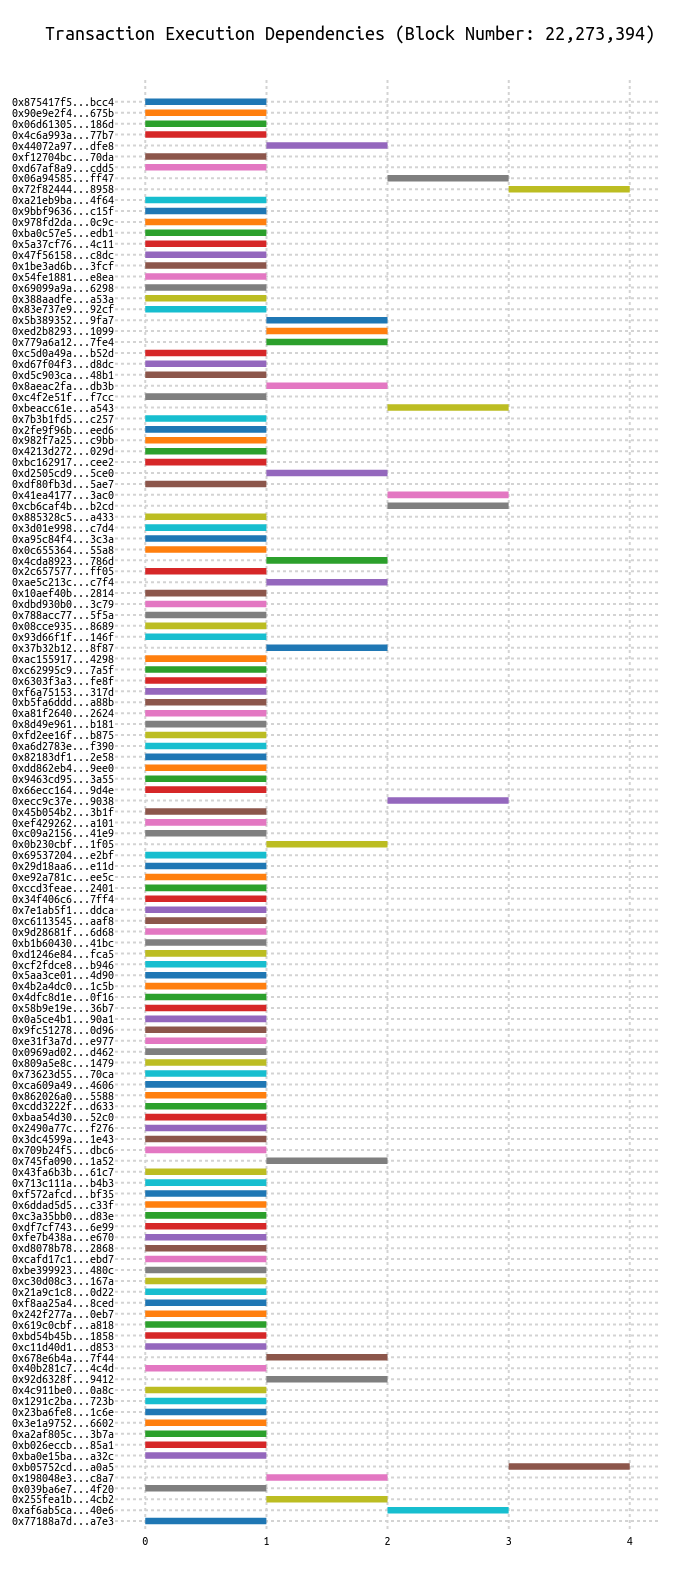 Transaction Execution Dependencies (Block Number: 22,273,394)
0x875417f5...bcc4
0x90e9e2f4...675b
0x06d61305...186d
0x4c6a993a...77b7
0x44072a97...dfe8
0xf12704bc...70da
0xd67af8a9...cdd5
0x06a94585...ff47
0x72f82444...8958
0xa21eb9ba...4f64
0x9bbf9636...c15f
0x978fd2da...0c9c
0xba0c57e5...edb1
0x5a37cf76...4c11
0x47f56158...c8dc
0x1be3ad6b...3fcf
0x54fe1881...e8ea
0x69099a9a...6298
0x388aadfe...a53a
0x83e737e9...92cf
0x5b389352...9fa7
0xed2b8293...1099
0x779a6a12...7fe4
0xc5d0a49a...b52d
0xd67f04f3...d8dc
0xd5c903ca...48b1
0x8aeac2fa...db3b
0xc4f2e51f...f7cc
0xbeacc61e...a543
0x7b3b1fd5...c257
0x2fe9f96b...eed6
0x982f7a25...c9bb
0x4213d272...029d
0xbc162917...cee2
0xd2505cd9...5ce0
0xdf80fb3d...5ae7
0x41ea4177...3ac0
0xcb6caf4b...b2cd
0x885328c5...a433
0x3d01e998...c7d4
0xa95c84f4...3c3a
0x0c655364...55a8
0x4cda8923...786d
0x2c657577...ff05
0xae5c213c...c7f4
0x10aef40b...2814
0xdbd930b0...3c79
0x788acc77...5f5a
0x08cce935...8689
0x93d66f1f...146f
0x37b32b12...8f87
0xac155917...4298
0xc62995c9...7a5f
0x6303f3a3...fe8f
0xf6a75153...317d
0xb5fa6ddd...a88b
0xa81f2640...2624
0x8d49e961...b181
0xfd2ee16f...b875
0xa6d2783e...f390
0x82183df1...2e58
0xdd862eb4...9ee0
0x9463cd95...3a55
0x66ecc164...9d4e
0xecc9c37e...9038
0x45b054b2...3b1f
0xef429262...a101
0xc09a2156...41e9
0x0b230cbf...1f05
0x69537204...e2bf
0x29d18aa6...e11d
0xe92a781c...ee5c
0xccd3feae...2401
0x34f406c6...7ff4
0x7e1ab5f1...ddca
0xc6113545...aaf8
0x9d28681f...6d68
0xb1b60430...41bc
0xd1246e84...fca5
0xcf2fdce8...b946
0x5aa3ce01...4d90
0x4b2a4dc0...1c5b
0x4dfc8d1e...0f16
0x58b9e19e...36b7
0x0a5ce4b1...90a1
0x9fc51278...0d96
0xe31f3a7d...e977
0x0969ad02...d462
0x809a5e8c...1479
0x73623d55...70ca
0xca609a49...4606
0x862026a0...5588
0xcdd3222f...d633
0xbaa54d30...52c0
0x2490a77c...f276
0x3dc4599a...1e43
0x709b24f5...dbc6
0x745fa090...1a52
0x43fa6b3b...61c7
0x713c111a...b4b3
0xf572afcd...bf35
0x6ddad5d5...c33f
0xc3a35bb0...d83e
0xdf7cf743...6e99
0xfe7b438a...e670
0xd8078b78...2868
0xcafd17c1...ebd7
0xbe399923...480c
0xc30d08c3...167a
0x21a9c1c8...0d22
0xf8aa25a4...8ced
0x242f277a...0eb7
0x619c0cbf...a818
0xbd54b45b...1858
0xc11d40d1...d853
0x678e6b4a...7f44
0x40b281c7...4c4d
0x92d6328f...9412
0x4c911be0...0a8c
0x1291c2ba...723b
0x23ba6fe8...1c6e
0x3e1a9752...6602
0xa2af805c...3b7a
0xb026eccb...85a1
0xba0e15ba...a32c
0xb05752cd...a0a5
0x198048e3...c8a7
0x039ba6e7...4f20
0x255fea1b...4cb2
0xaf6ab5ca...40e6
0x77188a7d...a7e3
0 1 2 3 4